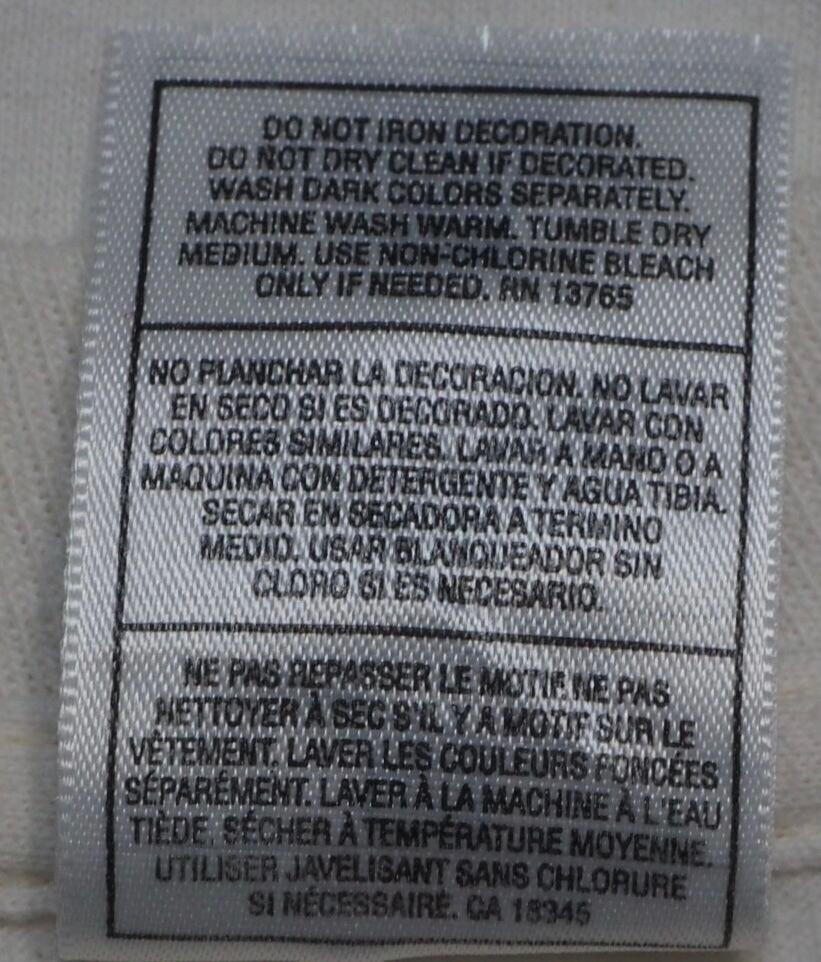 DO NOT IRON DECORATION.
DO NOT DRY CLEAN IF DECORATED.
WASH DARK COLORS SEPARATELY.
MACHINE WASH WARM. TUMBLE DRY
MEDIUM. USE NON-CHLORINE BLEACH
ONLY IF NEEDED. RN 13765
NO PLANCHAR LA DECORACION. NO LAVAR
EN SECO SI ES DECORADO. LAVAR CON
COLORES SIMILARES. LAVAR A MANO O A
MAQUINA CON DETERGENTE Y AGUA TIBIA.
SECAR EN SECADORA A TERMINO
MEDIO. USAR BLANQUEADOR SIN
CLORO SI ES NECESARIO.
NE PAS REPASSER LE MOTIF. NE PAS
NETTOYER À SEC S'IL Y A MOTIF SUR LE
VÊTEMENT. LAVER LES COULEURS FONCÉES
SÉPARÉMENT. LAVER À LA MACHINE À L'EAU
TIÈDE. SÉCHER À TEMPÉRATURE MOYENNE.
UTILISER JAVELISANT SANS CHLORURE
SI NÉCESSAIRE. CA 18345